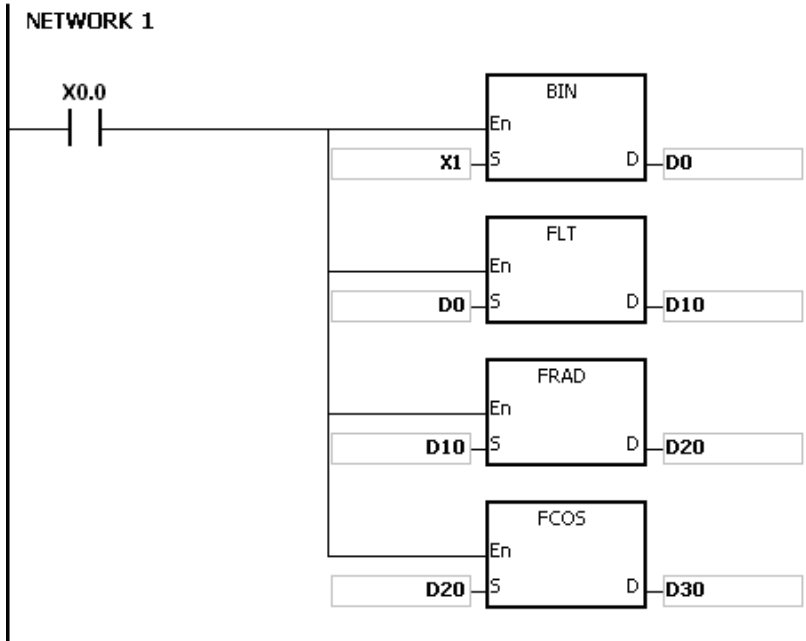 NETWORK 1
X0.0
BIN
En
X1 S D D0
FLT
En
D0 S D D10
FRAD
En
D10 S D D20
FCOS
En
D20 S D D30